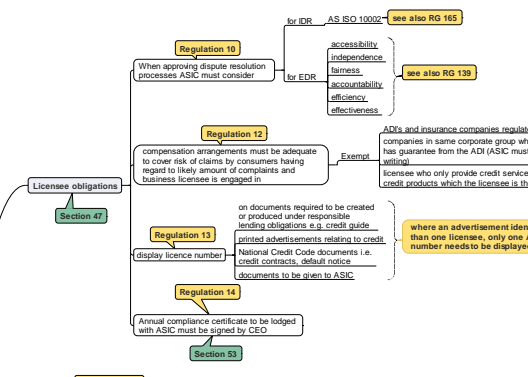 for IDR
AS ISO 10002
see also RG 165
Regulation 10
When approving dispute resolution
processes ASIC must consider
for EDR
accessibility
independence
fairness
accountability
efficiency
effectiveness
see also RG 139
Regulation 12
compensation arrangements must be adequate
to cover risk of claims by consumers having
regard to likely amount of complaints and
business licensee is engaged in
Exempt
ADI's and insurance companies
companies in same corporate group
has guarantee from the ADI (ASIC must
writing)
licensee who only provide credit
credit products which the licensee is
Licensee obligations
Section 47
Regulation 13
display licence number
on documents required to be created
or produced under responsible
lending obligations e.g. credit guide
printed advertisements relating to credit
National Credit Code documents i.e.
credit contracts, default notice
documents to be given to ASIC
where an advertisement
than one licensee, only one
number needs to be
Regulation 14
Annual compliance certificate to be lodged
with ASIC must be signed by CEO
Section 53